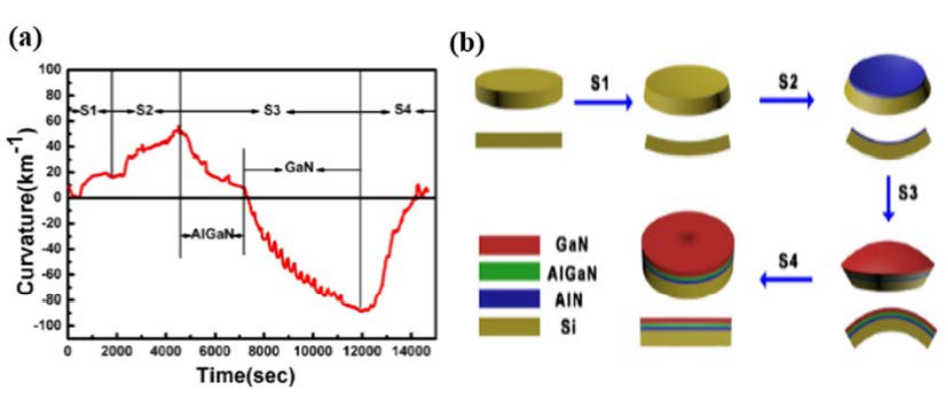 (a)
100
80
60
40
20
0
-20
-40
-60
-80
-100
Curvature(km⁻¹)
S1
S2
S3
S4
GaN
AlGaN
0 2000 4000 6000 8000 10000 12000 14000
Time(sec)
(b)
S1
S2
S3
S4
GaN
AlGaN
AlN
Si